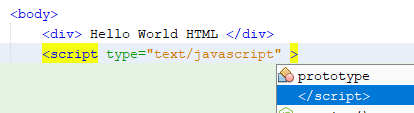 <body>
<div> Hello World HTML </div>
<script type="text/javascript" >
prototype
</script>